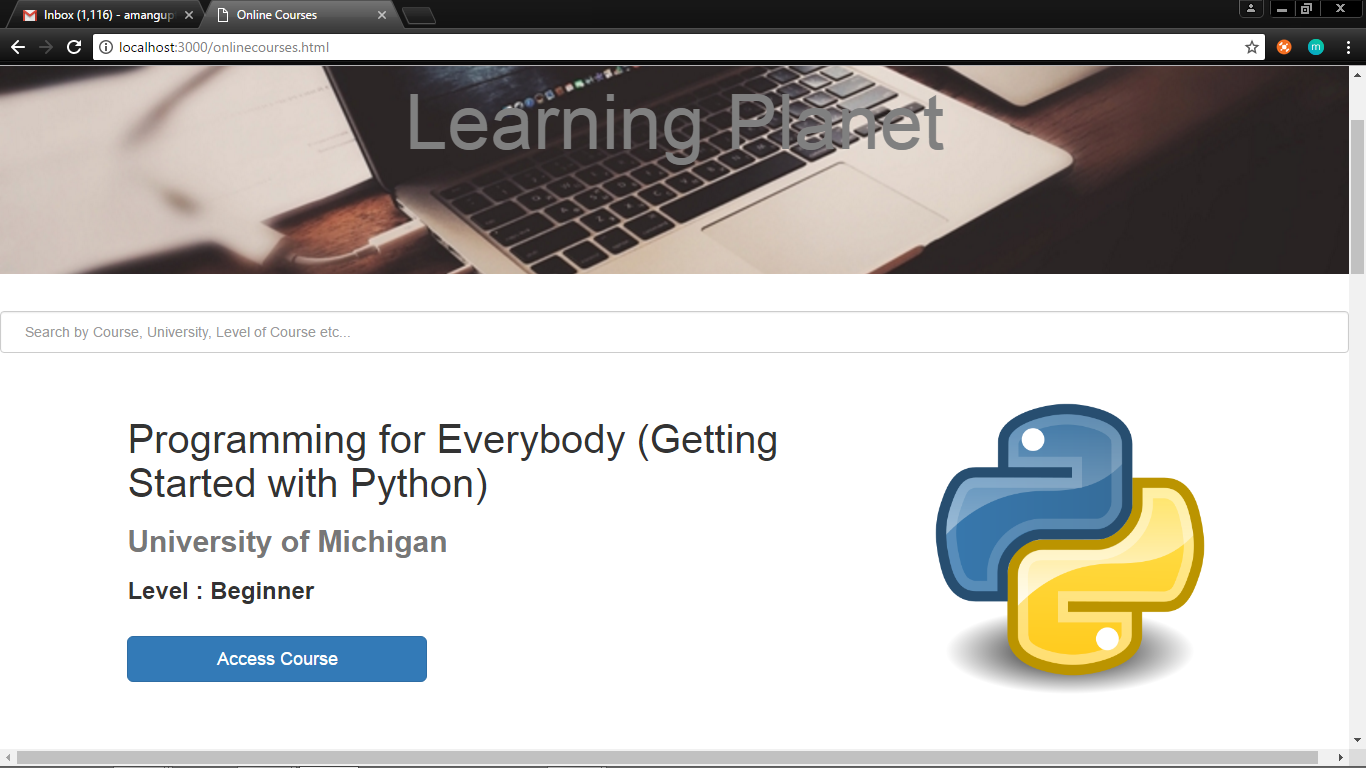 Inbox (1,116) - amangup
Online Courses
localhost:3000/onlinecourses.html
m
Learning Planet
Search by Course, University, Level of Course etc...
Programming for Everybody (Getting
Started with Python)
University of Michigan
Level : Beginner
Access Course